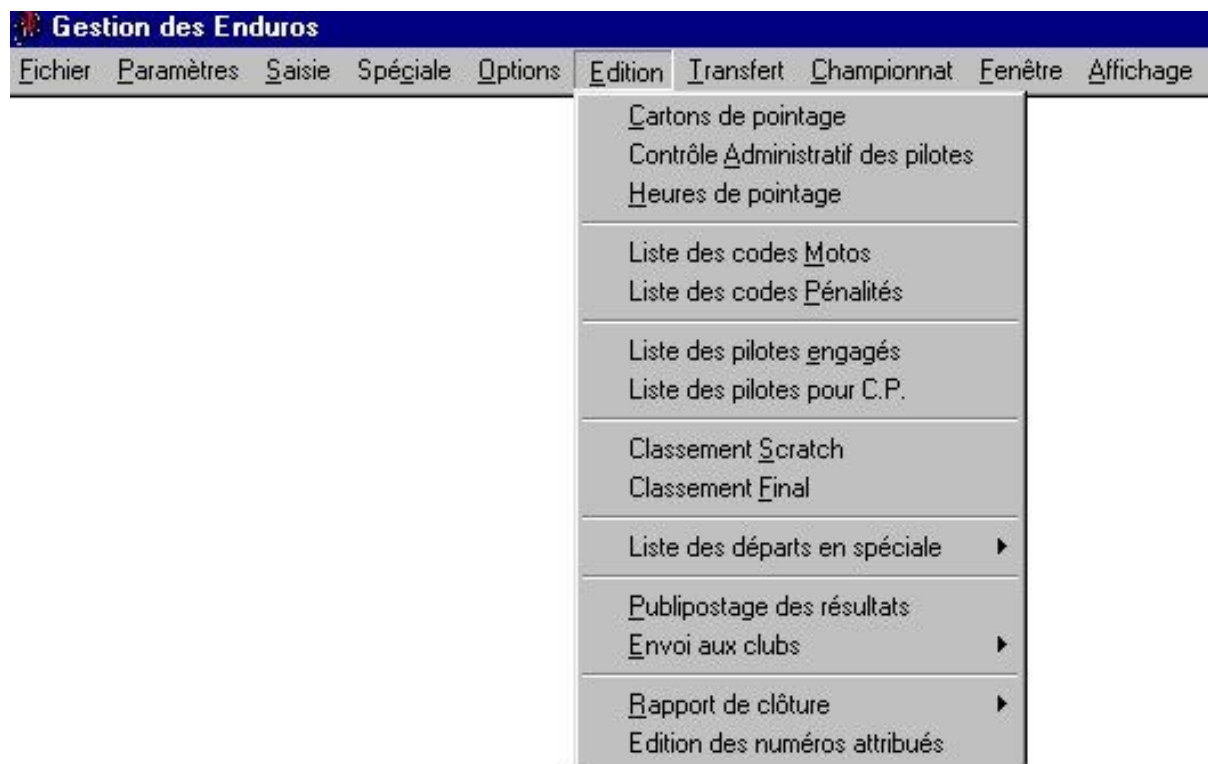 Gestion des Enduros
Fichier Paramètres Saisie Spéciale Options Edition Transfert Championnat Fenêtre Affichage
Cartons de pointage
Contrôle Administratif des pilotes
Heures de pointage
Liste des codes Motos
Liste des codes Pénalités
Liste des pilotes engagés
Liste des pilotes pour C.P.
Classement Scratch
Classement Final
Liste des départs en spéciale
Publipostage des résultats
Envoi aux clubs
Rapport de clôture
Edition des numéros attribués